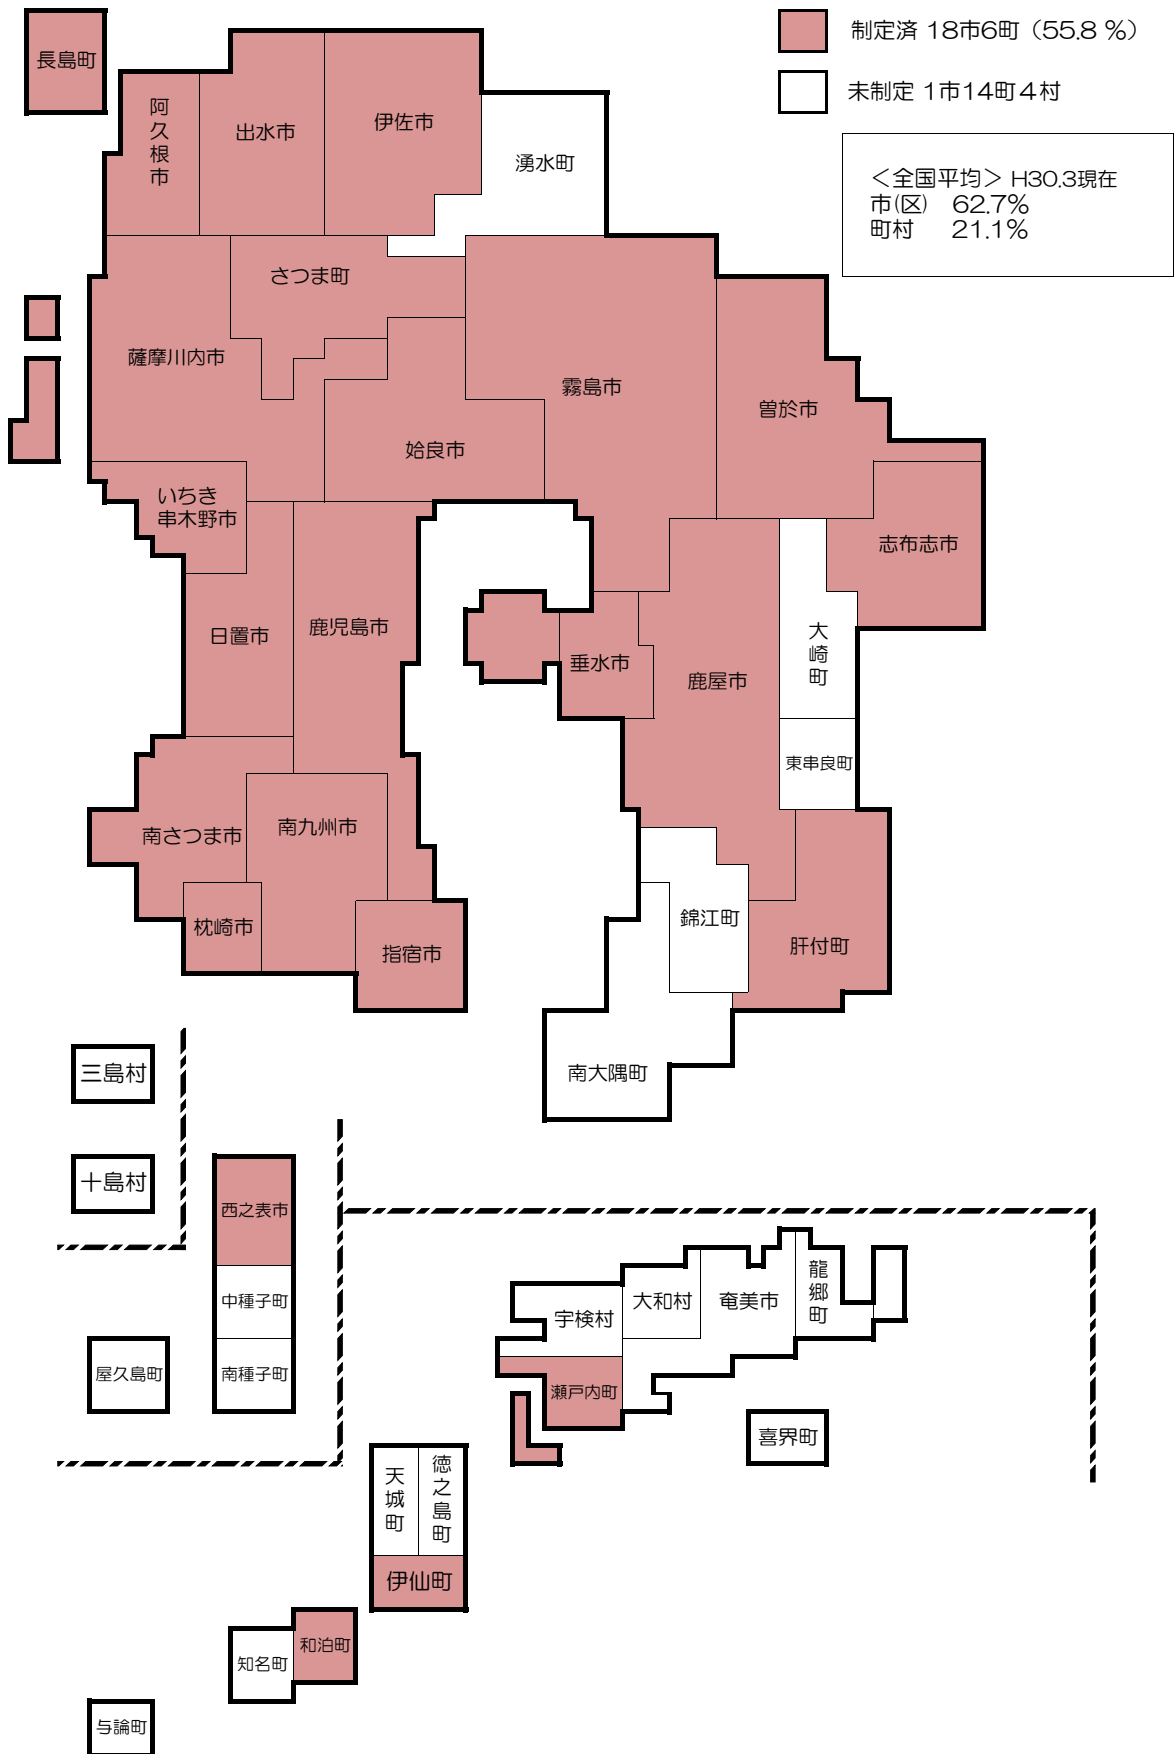 制定済 18市6町（55.8 %）
未制定 1市14町4村
＜全国平均＞ H30.3現在
市(区) 62.7%
町村 21.1%
長島町
阿久根市
出水市
伊佐市
湧水町
さつま町
薩摩川内市
霧島市
曽於市
姶良市
いちき
串木野市
志布志市
日置市
鹿児島市
垂水市
鹿屋市
大崎町
東串良町
南さつま市
南九州市
枕崎市
指宿市
錦江町
肝付町
南大隅町
三島村
十島村
西之表市
中種子町
南種子町
屋久島町
宇検村
大和村
奄美市
龍郷町
瀬戸内町
喜界町
天城町
徳之島町
伊仙町
和泊町
知名町
与論町